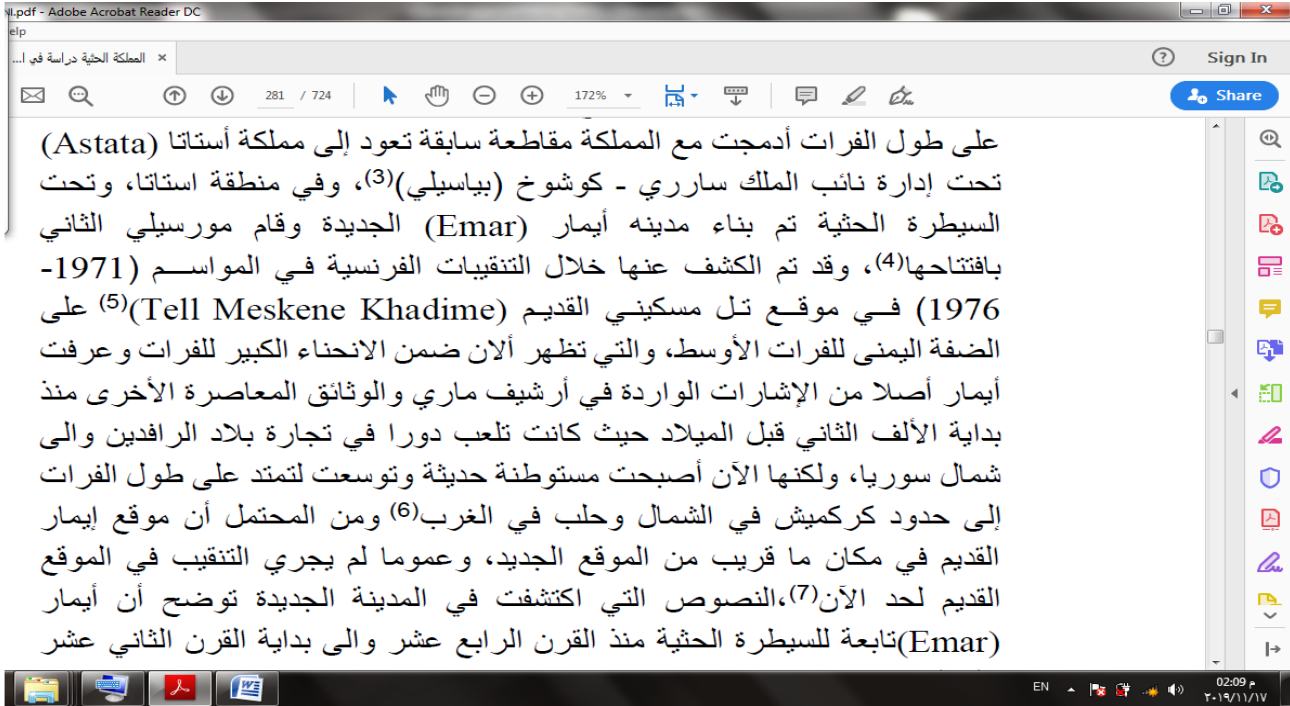 NI.pdf - Adobe Acrobat Reader DC
elp
المملكة الحثية دراسة في ا... ×
Sign In
281 / 724
172%
Share
على طول الفرات أدمجت مع المملكة مقاطعة سابقة تعود إلى مملكة أستاتا (Astata)
تحت إدارة نائب الملك سارري - كوشوخ (بياسيلي)(3)، وفي منطقة استاتا، وتحت
السيطرة الحثية تم بناء مدينه أيمار (Emar) الجديدة وقام مورسيلي الثاني
بافتتاحها(4)، وقد تم الكشف عنها خلال التنقيبات الفرنسية في المواسم (1971-
1976) في موقع تل مسكيني القديم (Tell Meskene Khadime)(5) على
الضفة اليمنى للفرات الأوسط، والتي تظهر ألان ضمن الانحناء الكبير للفرات وعرفت
أيمار أصلا من الإشارات الواردة في أرشيف ماري والوثائق المعاصرة الأخرى منذ
بداية الألف الثاني قبل الميلاد حيث كانت تلعب دورا في تجارة بلاد الرافدين والى
شمال سوريا، ولكنها الآن أصبحت مستوطنة حديثة وتوسعت لتمتد على طول الفرات
إلى حدود كركميش في الشمال وحلب في الغرب(6) ومن المحتمل أن موقع إيمار
القديم في مكان ما قريب من الموقع الجديد، وعموما لم يجري التنقيب في الموقع
القديم لحد الآن(7)،النصوص التي اكتشفت في المدينة الجديدة توضح أن أيمار
(Emar)تابعة للسيطرة الحثية منذ القرن الرابع عشر والى بداية القرن الثاني عشر
EN
02:09 م
٢٠١٩/١١/١٧